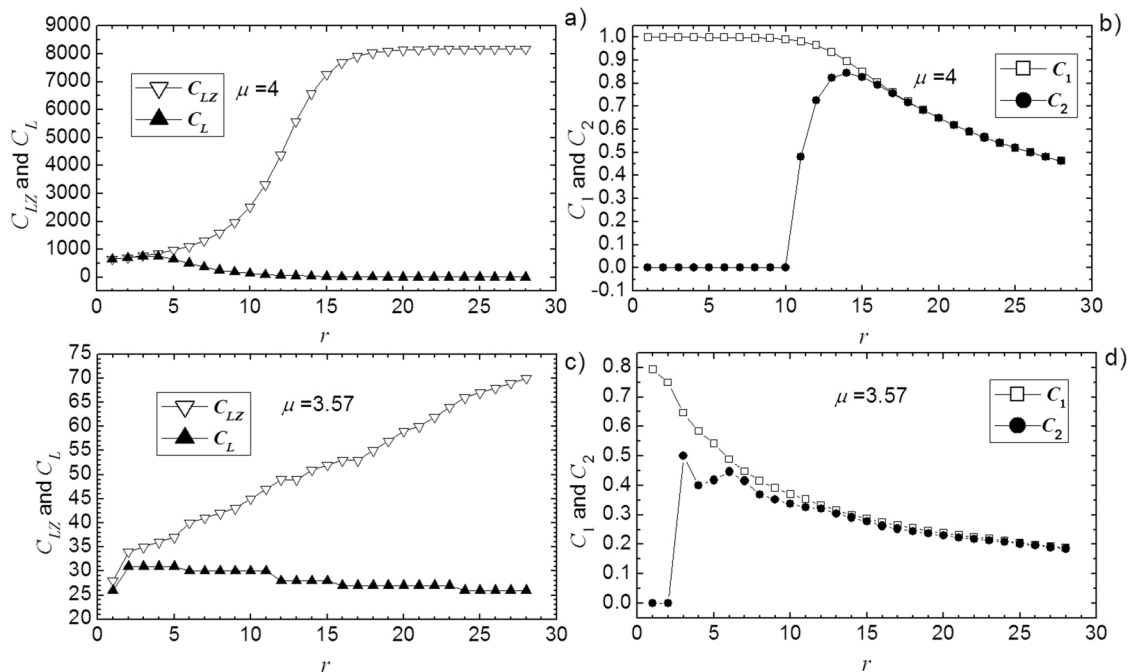 a)
C_LZ and C_L
9000
8000
7000
6000
5000
4000
3000
2000
1000
0
C_LZ
C_L
μ =4
0 5 10 15 20 25 30
r
b)
C_1 and C_2
1.0
0.9
0.8
0.7
0.6
0.5
0.4
0.3
0.2
0.1
0.0
-0.1
μ =4
C_1
C_2
0 5 10 15 20 25 30
r
c)
C_LZ and C_L
75
70
65
60
55
50
45
40
35
30
25
20
C_LZ
C_L
μ =3.57
0 5 10 15 20 25 30
r
d)
C_1 and C_2
0.8
0.7
0.6
0.5
0.4
0.3
0.2
0.1
0.0
μ =3.57
C_1
C_2
0 5 10 15 20 25 30
r